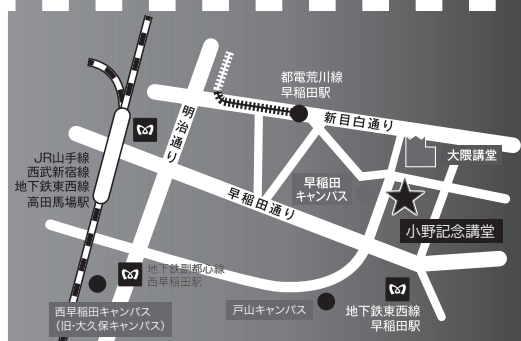 都電荒川線
早稲田駅
新目白通り
明治通り
大隈講堂
JR山手線
西武新宿線
地下鉄東西線
高田馬場駅
早稲田
キャンパス
早稲田通り
小野記念講堂
地下鉄副都心線
西早稲田駅
西早稲田キャンパス
（旧・大久保キャンパス）
戸山キャンパス
地下鉄東西線
早稲田駅